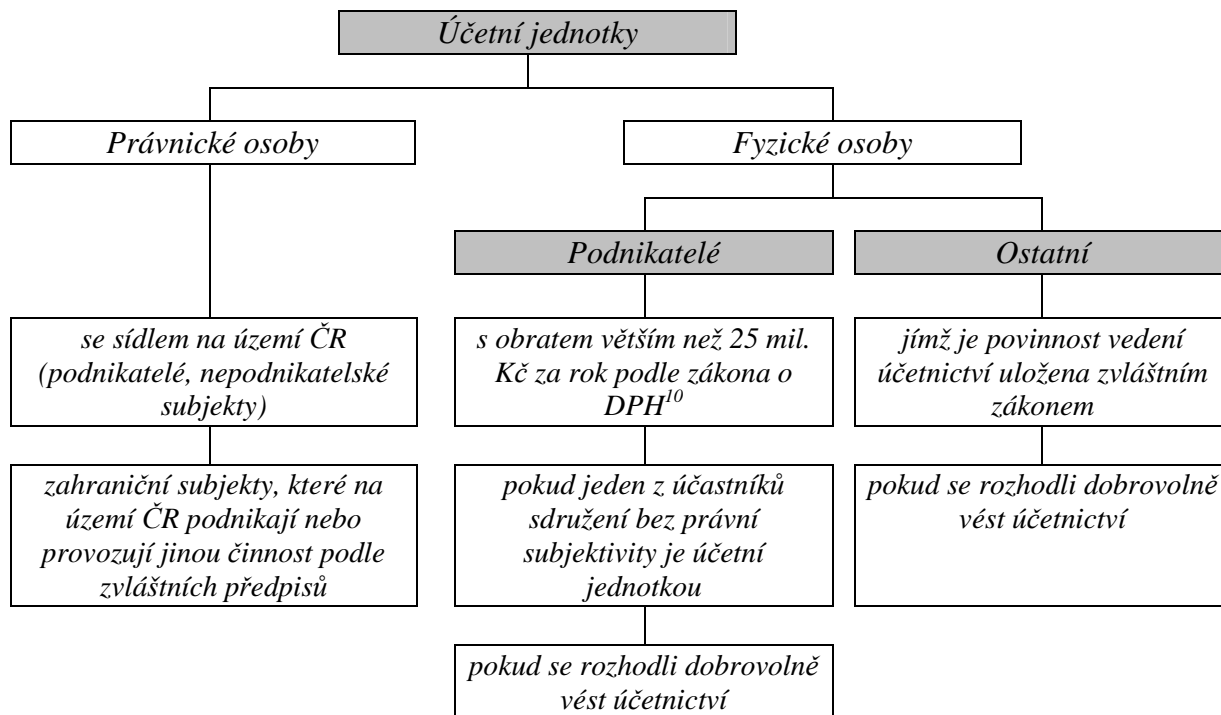 Účetní jednotky
Právnické osoby
Fyzické osoby
Podnikatelé
Ostatní
se sídlem na území ČR
(podnikatelé, nepodnikatelské
subjekty)
s obratem větším než 25 mil.
Kč za rok podle zákona o
DPH10
jímž je povinnost vedení
účetnictví uložena zvláštním
zákonem
zahraniční subjekty, které na
území ČR podnikají nebo
provozují jinou činnost podle
zvláštních předpisů
pokud jeden z účastníků
sdružení bez právní
subjektivity je účetní
jednotkou
pokud se rozhodli dobrovolně
vést účetnictví
pokud se rozhodli dobrovolně
vést účetnictví